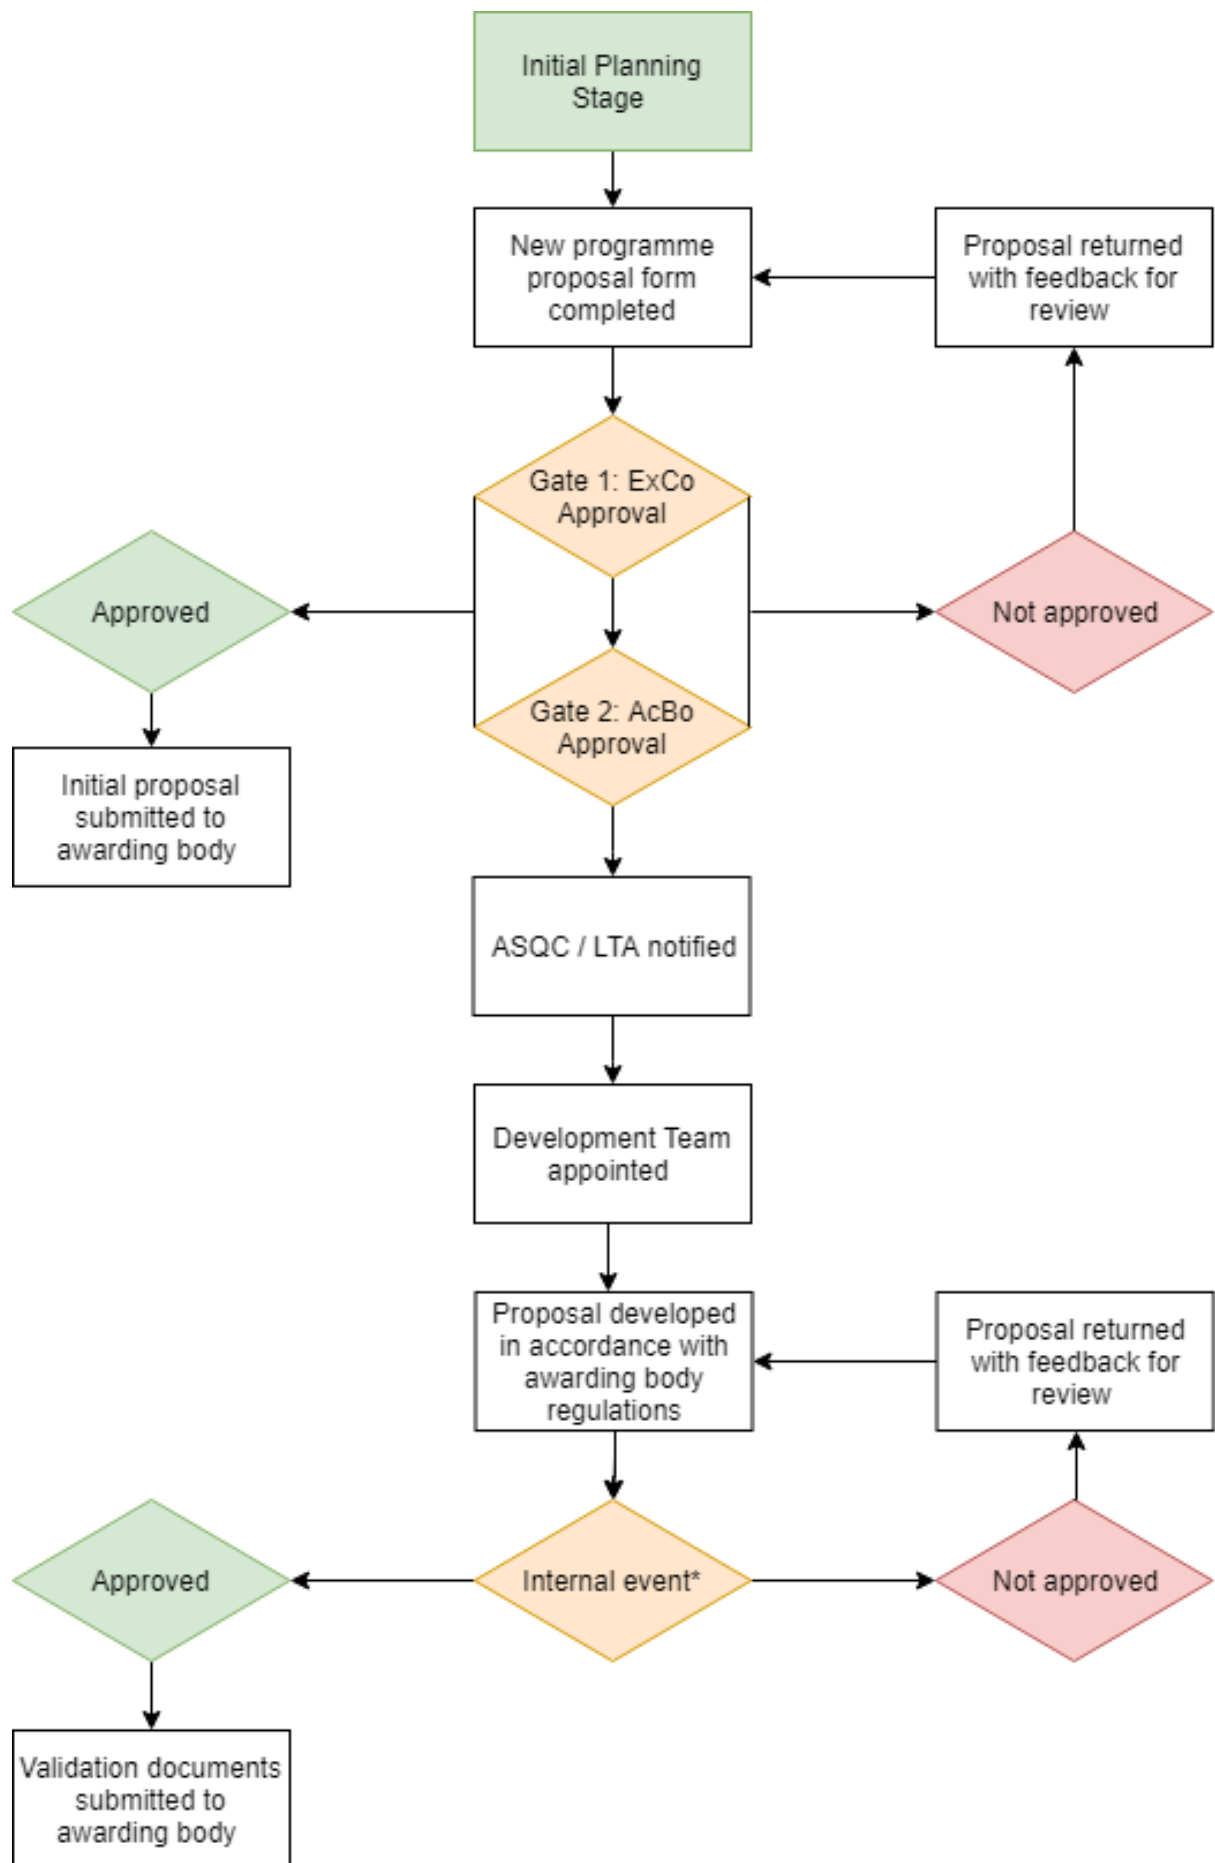 Initial Planning
Stage
New programme
proposal form
completed
Proposal returned
with feedback for
review
Gate 1: ExCo
Approval
Approved
Not approved
Gate 2: AcBo
Approval
Initial proposal
submitted to
awarding body
ASQC / LTA notified
Development Team
appointed
Proposal developed
in accordance with
awarding body
regulations
Proposal returned
with feedback for
review
Approved
Internal event*
Not approved
Validation documents
submitted to
awarding body